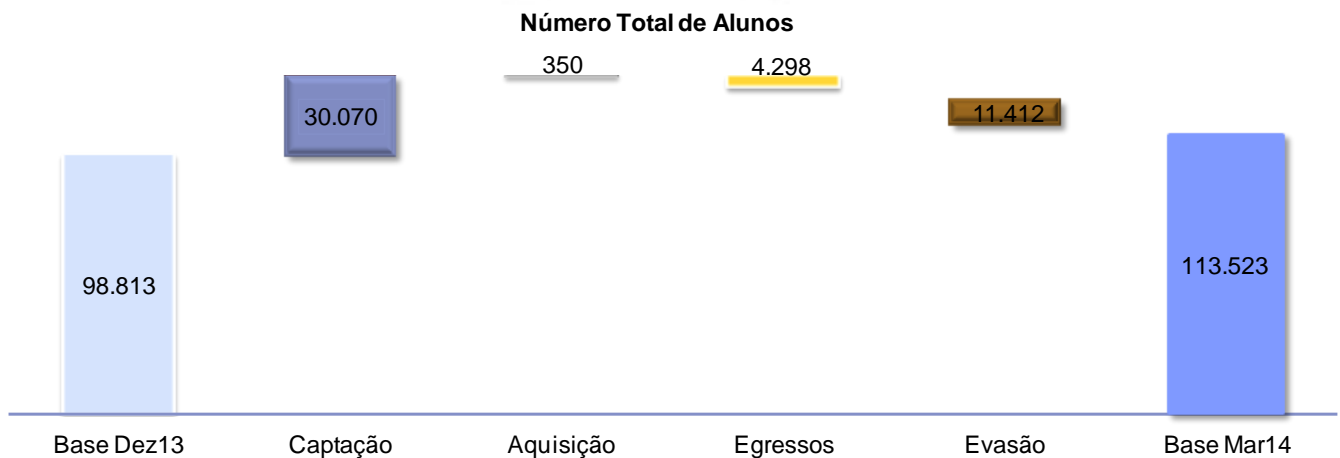 Número Total de Alunos
350
4.298
30.070
11.412
98.813
113.523
Base Dez13
Captação
Aquisição
Egressos
Evasão
Base Mar14